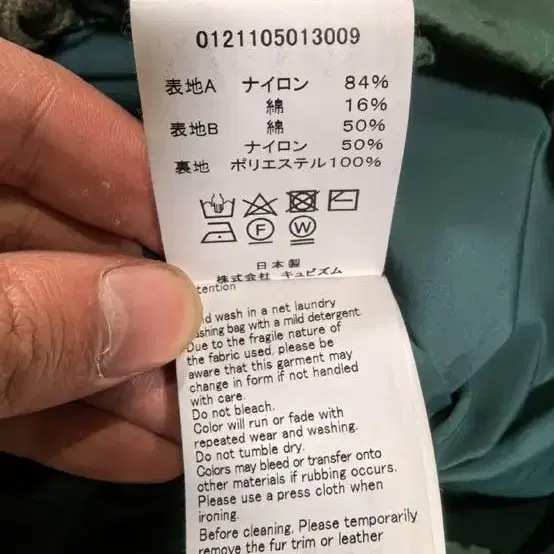 0121105013009
表地A ナイロン 84%
綿 16%
表地B 綿 50%
ナイロン 50%
裏地 ポリエステル100%
F W
日本製
株式会社 キュビズム
tention
d wash in a net laundry
shing bag with a mild detergent.
Due to the fragile nature of
the fabric used, please be
aware that this garment may
change in form if not handled
with care.
Do not bleach.
Color will run or fade with
repeated wear and washing.
Do not tumble dry.
Colors may bleed or transfer onto
other materials if rubbing occurs.
Please use a press cloth when
ironing.
Before cleaning, Please temporarily
remove the fur trim or leather